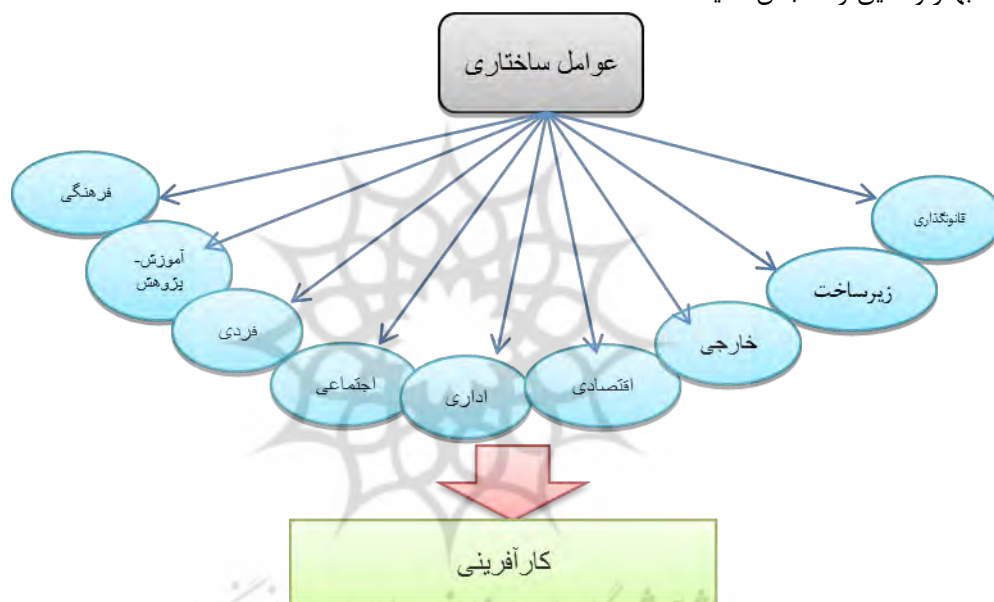 عوامل ساختاری
قانونگذاری
زیرساخت
خارجی
اقتصادی
اداری
اجتماعی
فردی
آموزش-
پژوهش
فرهنگی
کارآفرینی